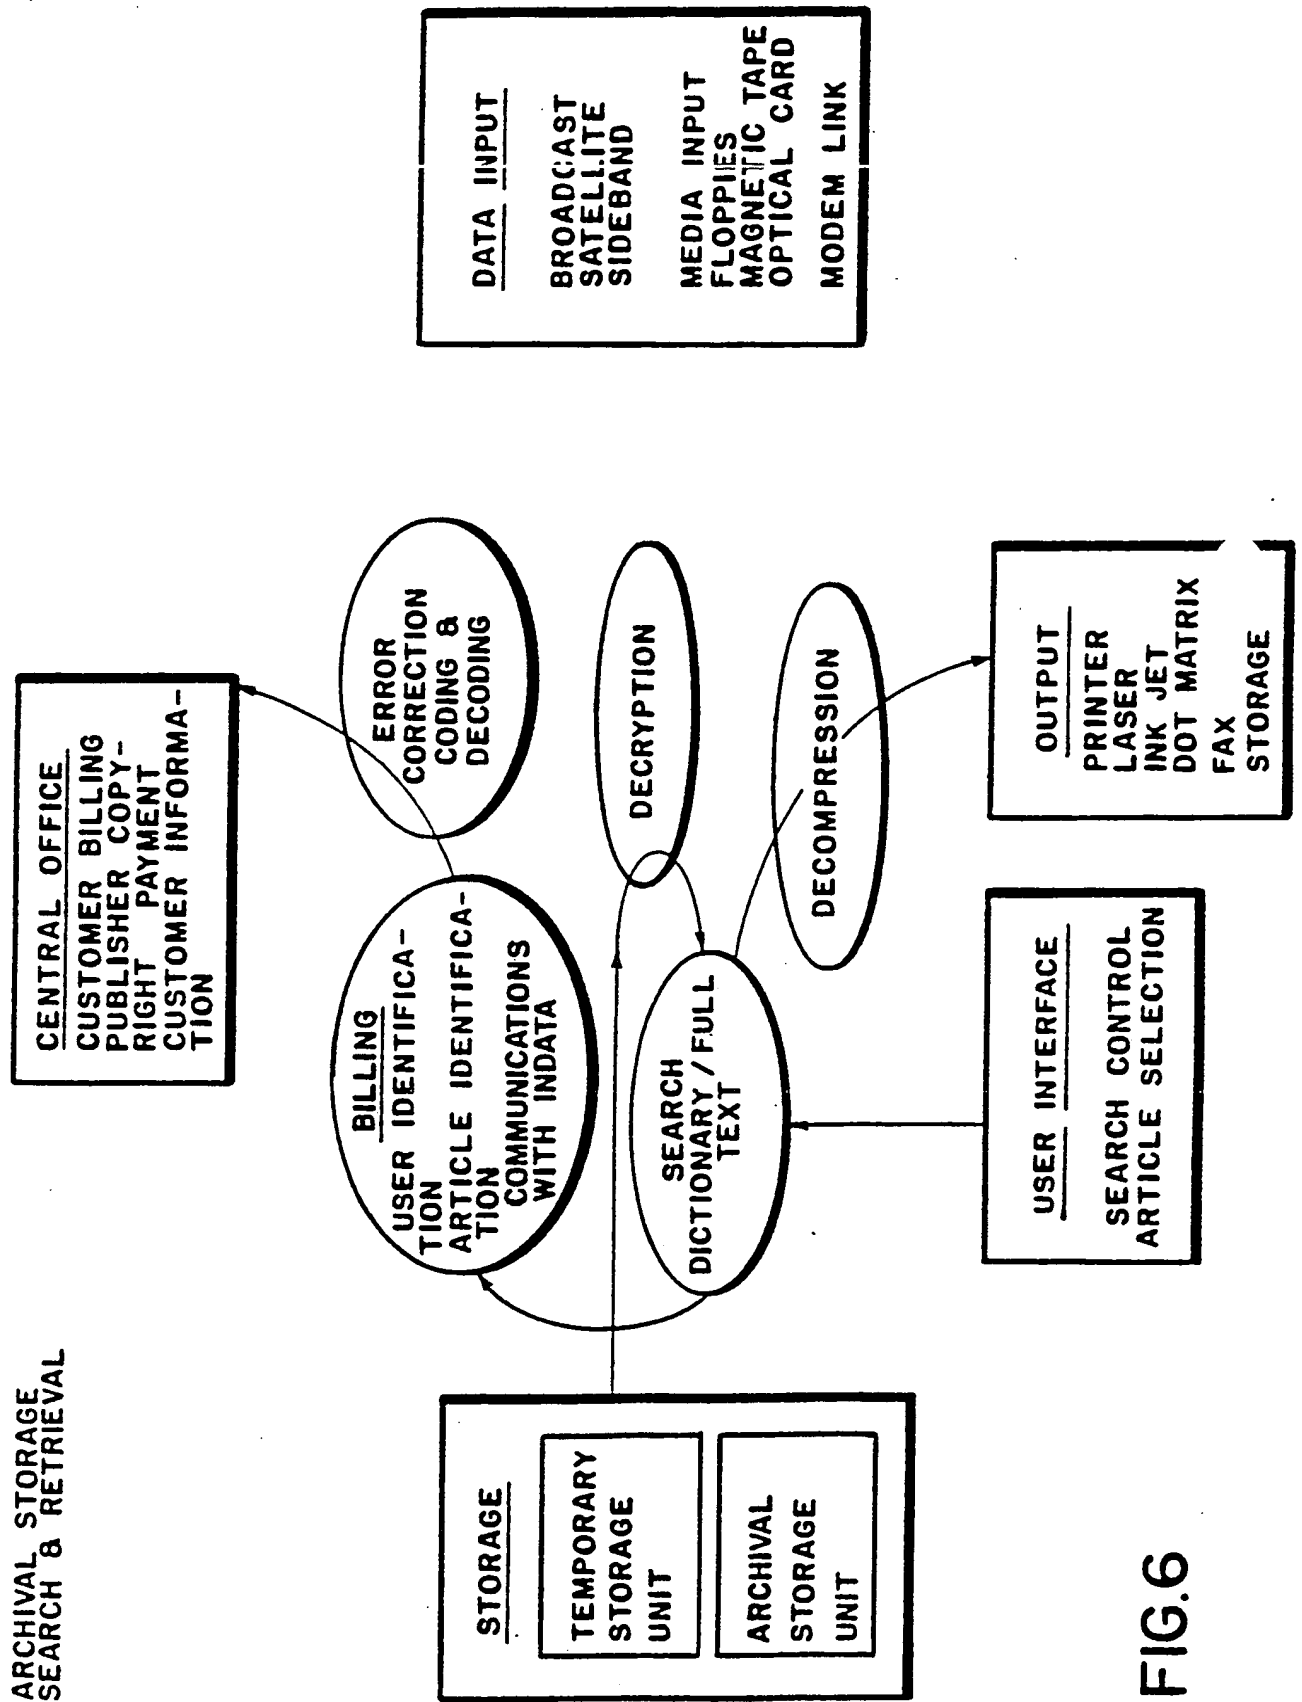 ARCHIVAL STORAGE
SEARCH & RETRIEVAL
CENTRAL OFFICE
CUSTOMER BILLING
PUBLISHER COPY-
RIGHT PAYMENT
CUSTOMER INFORMA-
TION
BILLING
USER IDENTIFICA-
TION
ARTICLE IDENTIFICA-
TION
COMMUNICATIONS
WITH INDATA
ERROR
CORRECTION
CODING &
DECODING
STORAGE
TEMPORARY
STORAGE
UNIT
ARCHIVAL
STORAGE
UNIT
SEARCH
DICTIONARY/FULL
TEXT
DECRYPTION
DECOMPRESSION
DATA INPUT
BROADCAST
SATELLITE
SIDEBAND
MEDIA INPUT
FLOPPIES
MAGNETIC TAPE
OPTICAL CARD
MODEM LINK
USER INTERFACE
SEARCH CONTROL
ARTICLE SELECTION
OUTPUT
PRINTER
LASER
INK JET
DOT MATRIX
FAX
STORAGE
FIG.6